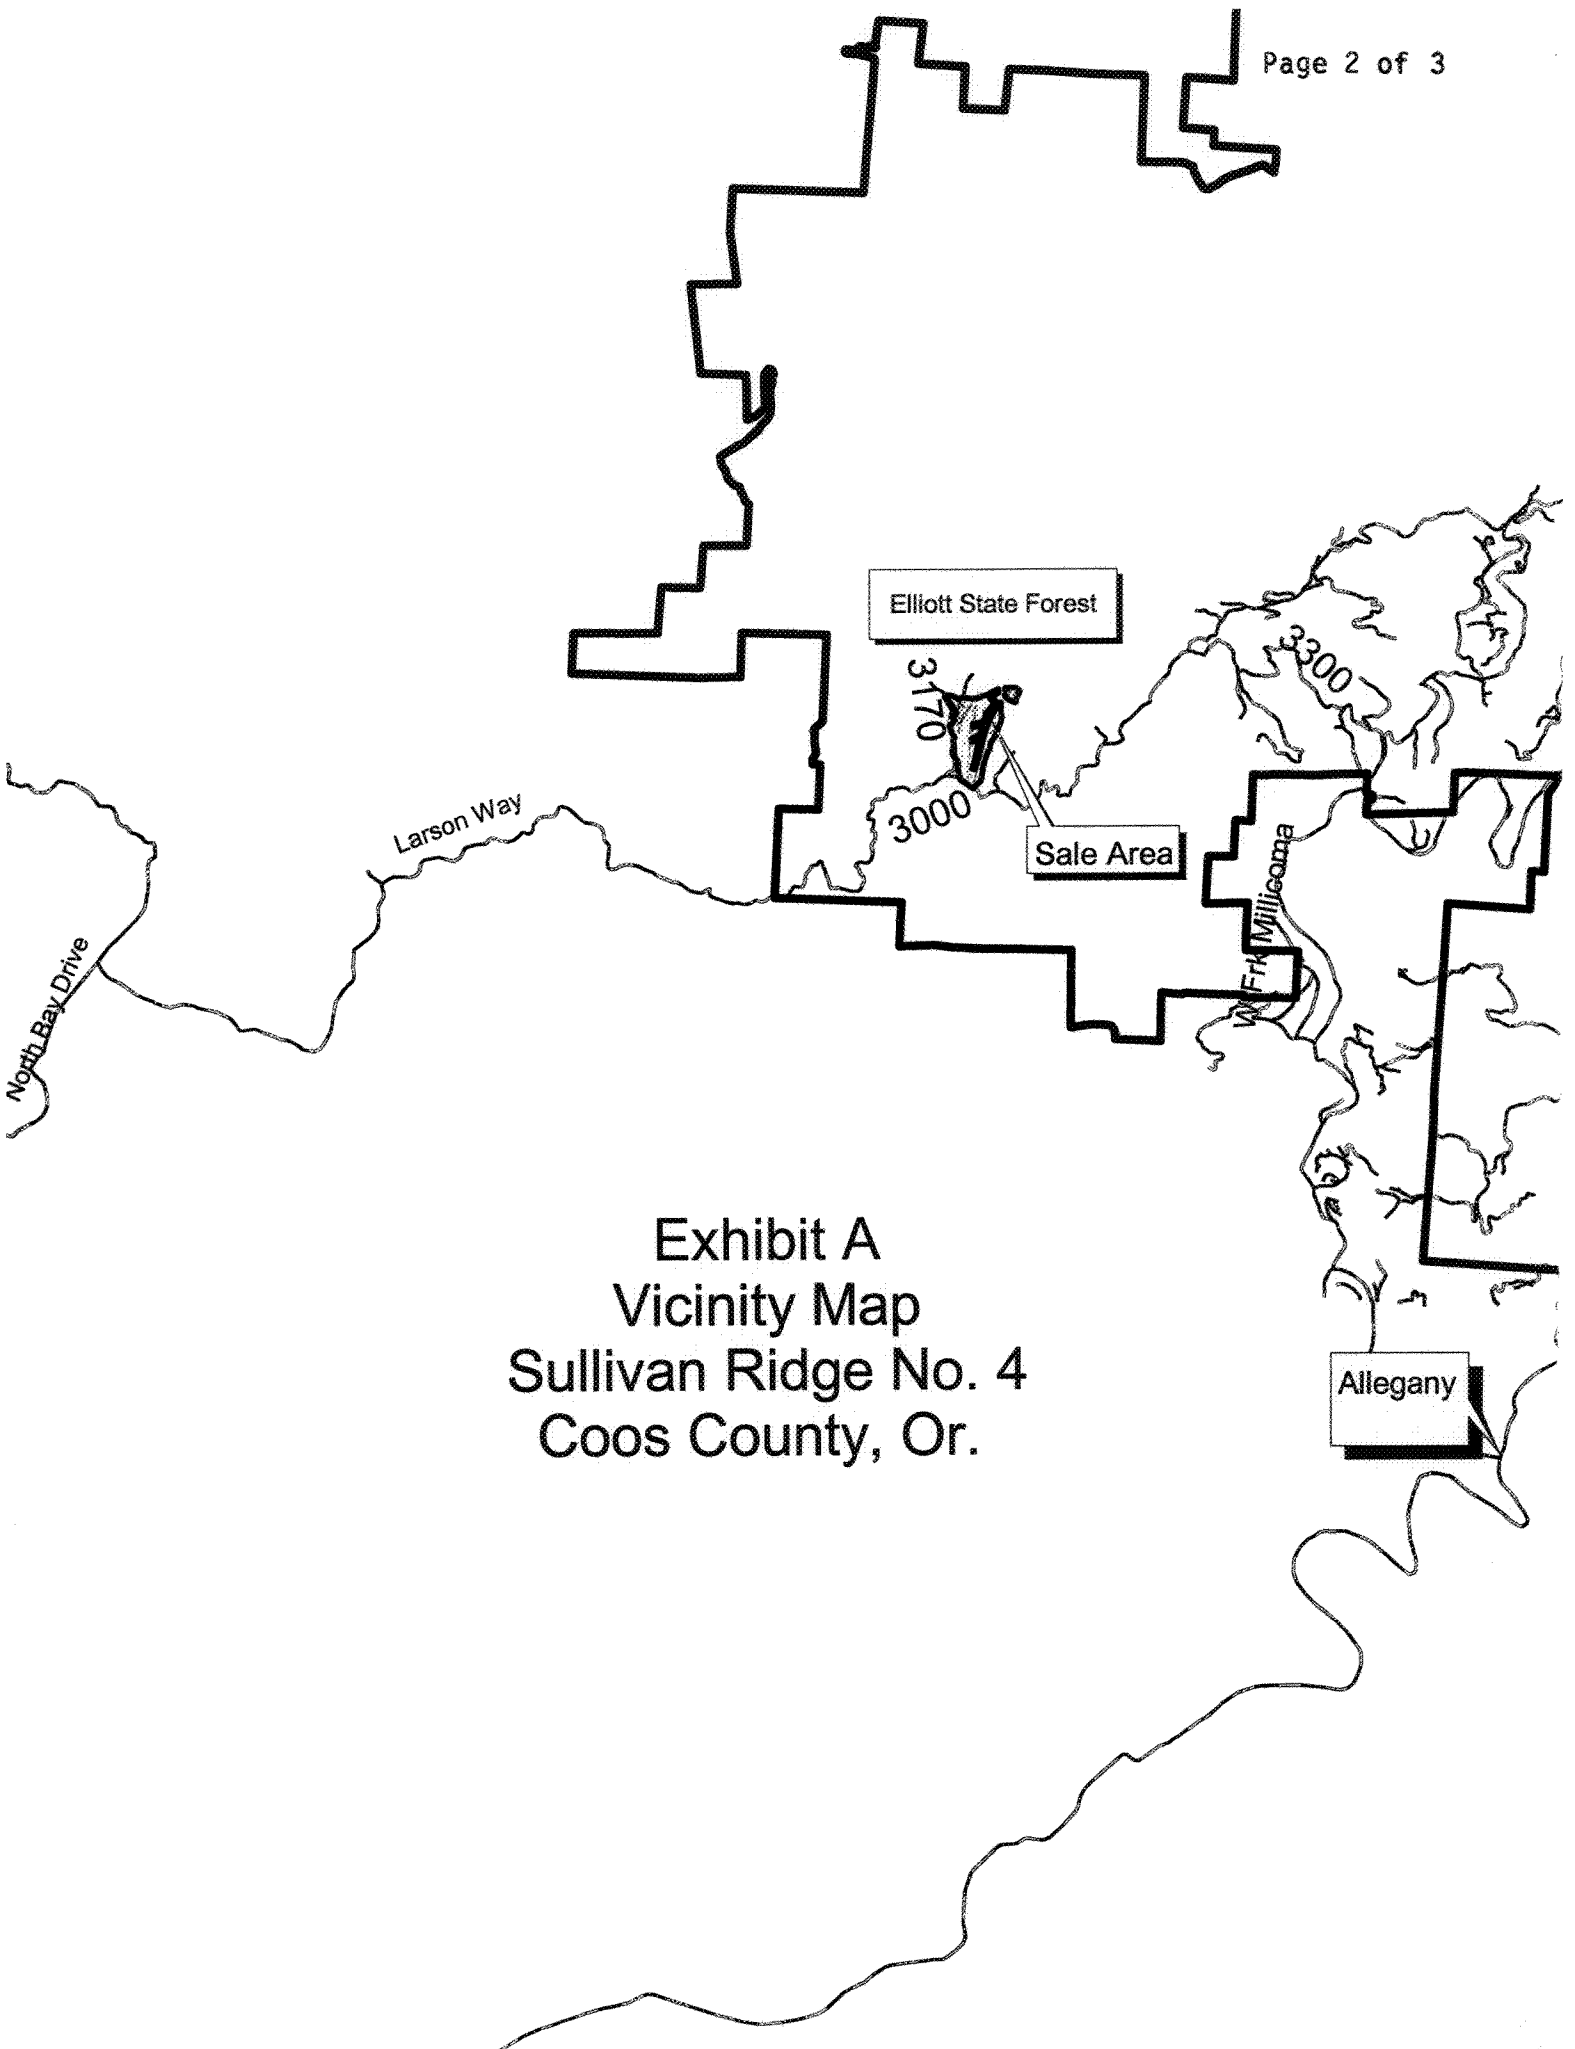 Page 2 of 3
Elliott State Forest
3170
3300
3000
Larson Way
Sale Area
W Frk Millicoma
North Bay Drive
Exhibit A
Vicinity Map
Sullivan Ridge No. 4
Coos County, Or.
Allegany